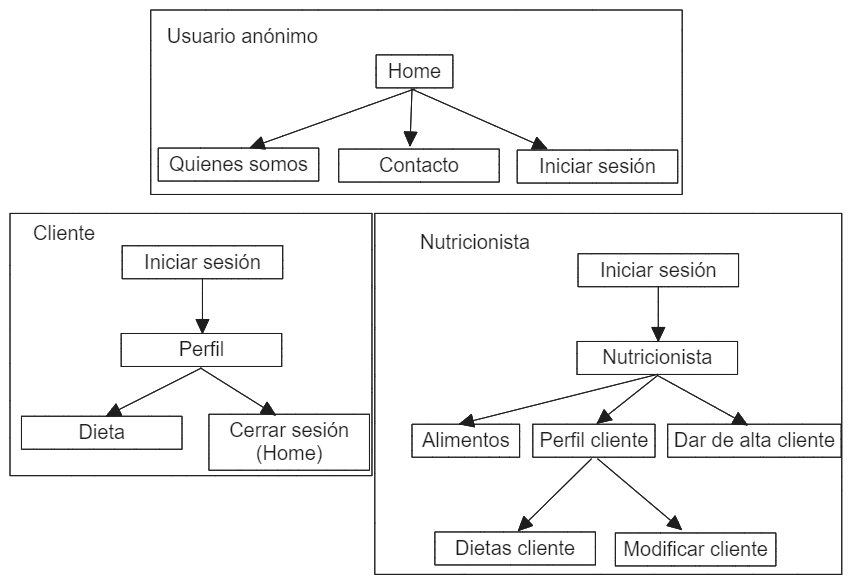 Usuario anónimo
Home
Quienes somos
Contacto
Iniciar sesión
Cliente
Iniciar sesión
Perfil
Dieta
Cerrar sesión
(Home)
Nutricionista
Iniciar sesión
Nutricionista
Alimentos
Perfil cliente
Dar de alta cliente
Dietas cliente
Modificar cliente